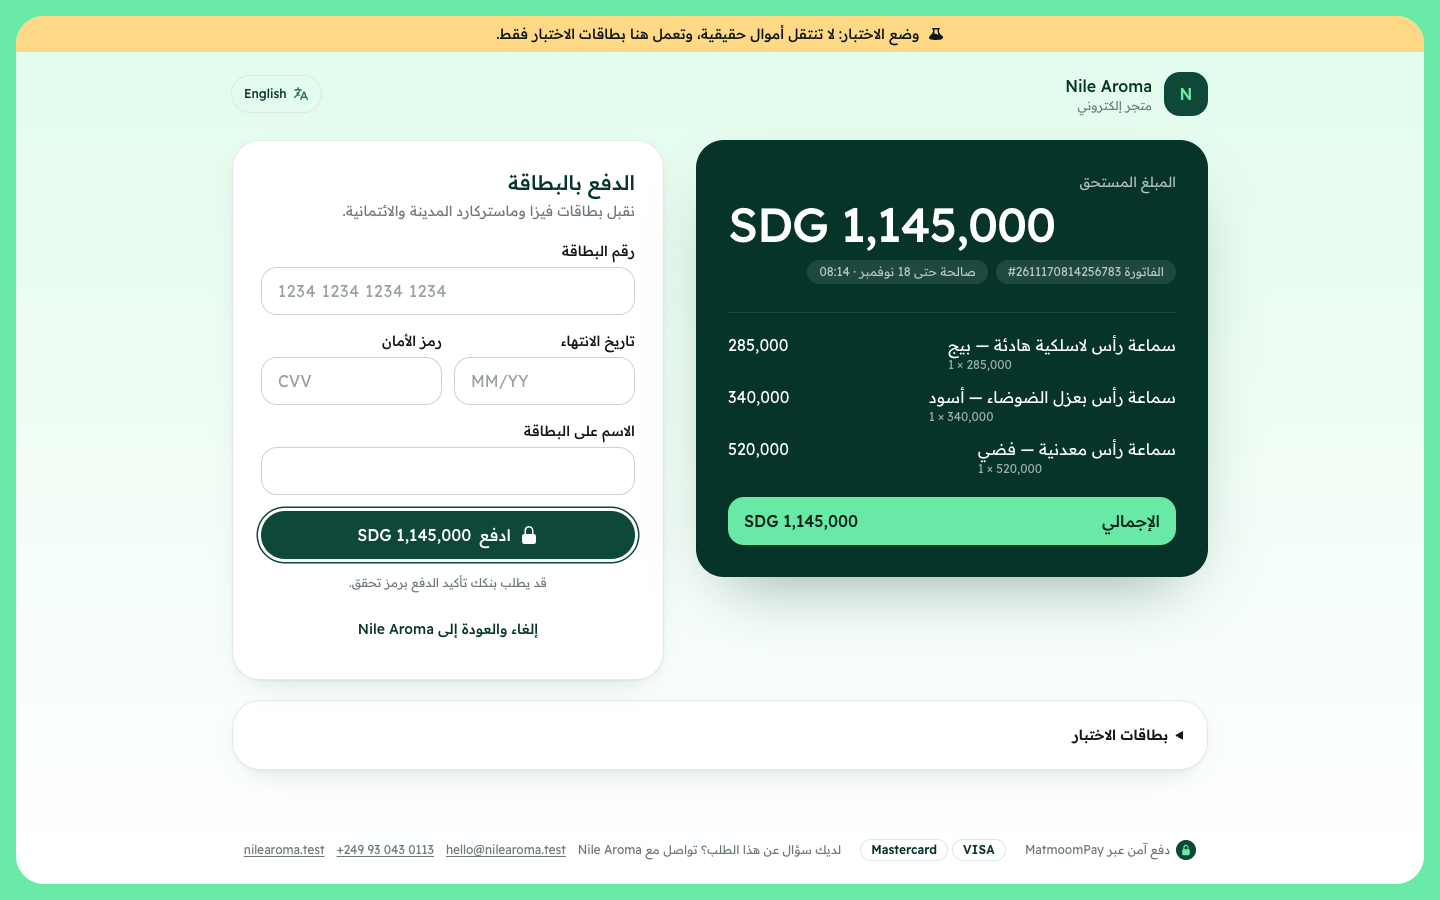 وضع الاختبار: لا تنتقل أموال حقيقية، وتعمل هنا بطاقات الاختبار فقط.
N
Nile Aroma
متجر إلكتروني
English
المبلغ المستحق
SDG 1,145,000
الفاتورة 2611170814256783#
صالحة حتى 18 نوفمبر · 08:14
سماعة رأس لاسلكية هادئة — بيج 285,000
1 × 285,000
سماعة رأس بعزل الضوضاء — أسود 340,000
1 × 340,000
سماعة رأس معدنية — فضي 520,000
1 × 520,000
الإجمالي SDG 1,145,000
الدفع بالبطاقة
نقبل بطاقات فيزا وماستركارد المدينة والائتمانية.
رقم البطاقة
1234 1234 1234 1234
تاريخ الانتهاء
MM/YY
رمز الأمان
CVV
الاسم على البطاقة
ادفع SDG 1,145,000
قد يطلب بنكك تأكيد الدفع برمز تحقق.
إلغاء والعودة إلى Nile Aroma
بطاقات الاختبار
دفع آمن عبر MatmoomPay
VISA
Mastercard
لديك سؤال عن هذا الطلب؟ تواصل مع Nile Aroma hello@nilearoma.test +249 93 043 0113 nilearoma.test